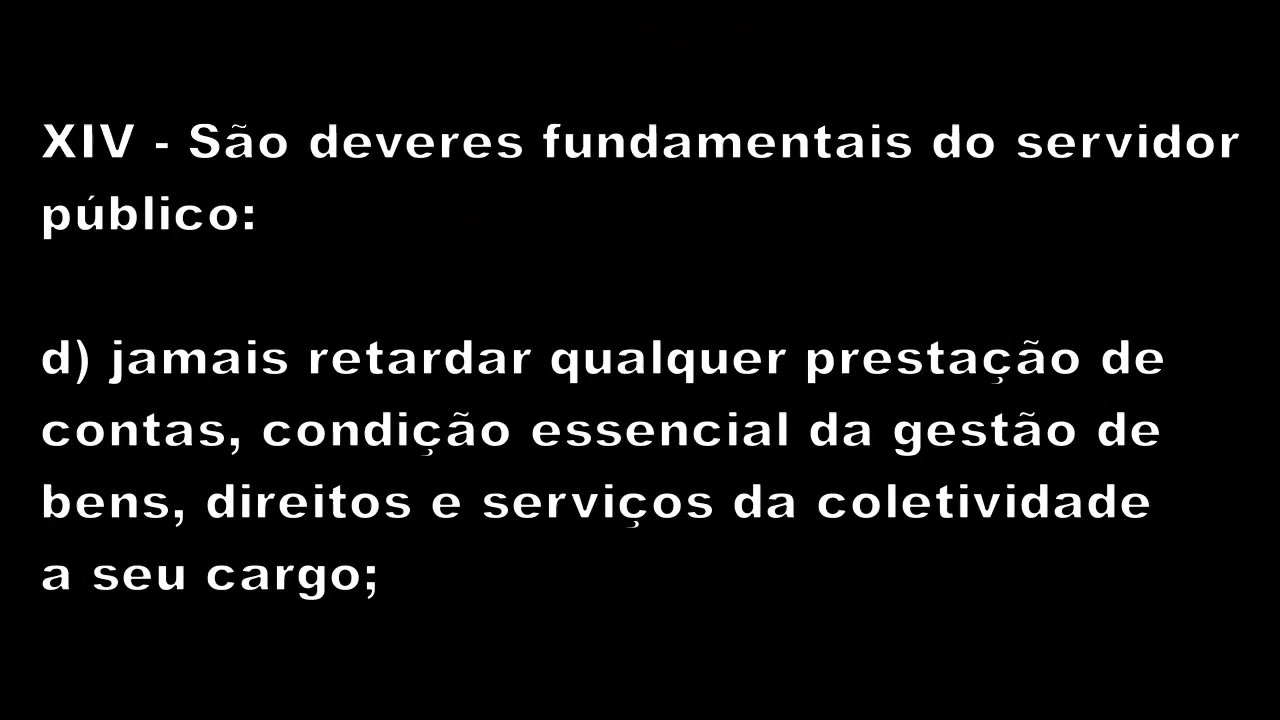 XIV - São deveres fundamentais do servidor
público:
d) jamais retardar qualquer prestação de
contas, condição essencial da gestão de
bens, direitos e serviços da coletividade
a seu cargo;